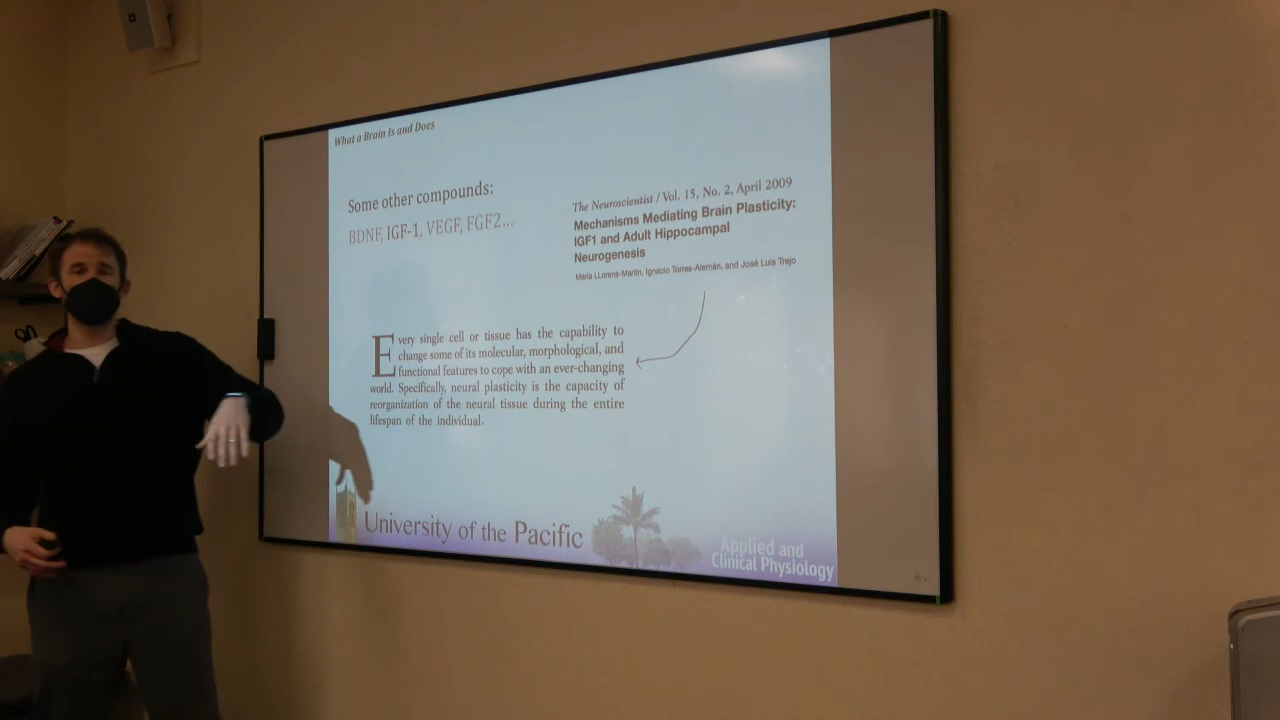 What a Brain Is and Does
Some other compounds:
BDNF, IGF-1, VEGF, FGF2...
The Neuroscientist / Vol. 15, No. 2, April 2009
Mechanisms Mediating Brain Plasticity:
IGF1 and Adult Hippocampal
Neurogenesis
María LLorens-Martín, Ignacio Torres-Alemán, and José Luis Trejo
Every single cell or tissue has the capability to
change some of its molecular, morphological, and
functional features to cope with an ever-changing
world. Specifically, neural plasticity is the capacity of
reorganization of the neural tissue during the entire
lifespan of the individual.
University of the Pacific
Applied and
Clinical Physiology